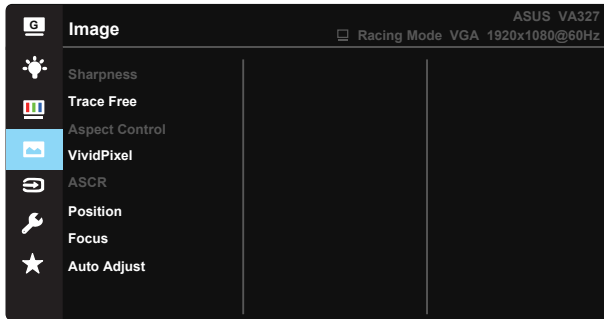 G
Image
ASUS VA327
Racing Mode VGA 1920x1080@60Hz
Sharpness
Trace Free
Aspect Control
VividPixel
ASCR
Position
Focus
Auto Adjust